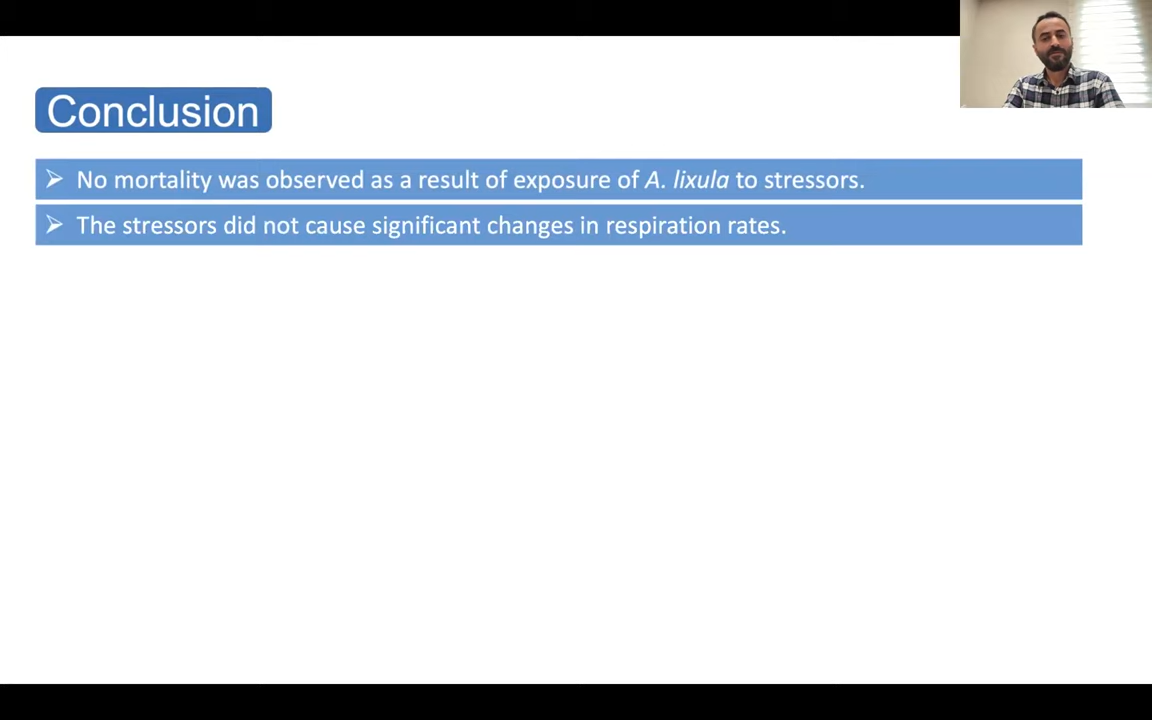 Conclusion
➢ No mortality was observed as a result of exposure of A. lixula to stressors.
➢ The stressors did not cause significant changes in respiration rates.